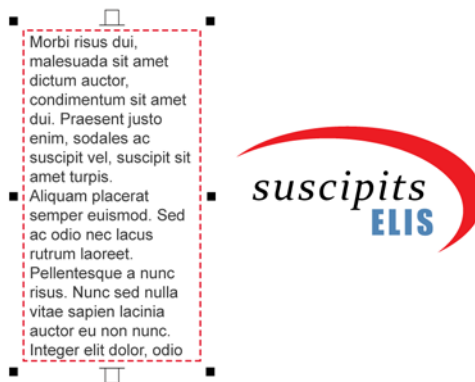 Morbi risus dui,
malesuada sit amet
dictum auctor,
condimentum sit amet
dui. Praesent justo
enim, sodales ac
suscipit vel, suscipit sit
amet turpis.
Aliquam placerat
semper euismod. Sed
ac odio nec lacus
rutrum laoreet.
Pellentesque a nunc
risus. Nunc sed nulla
vitae sapien lacinia
auctor eu non nunc.
Integer elit dolor, odio
suscipits
ELIS